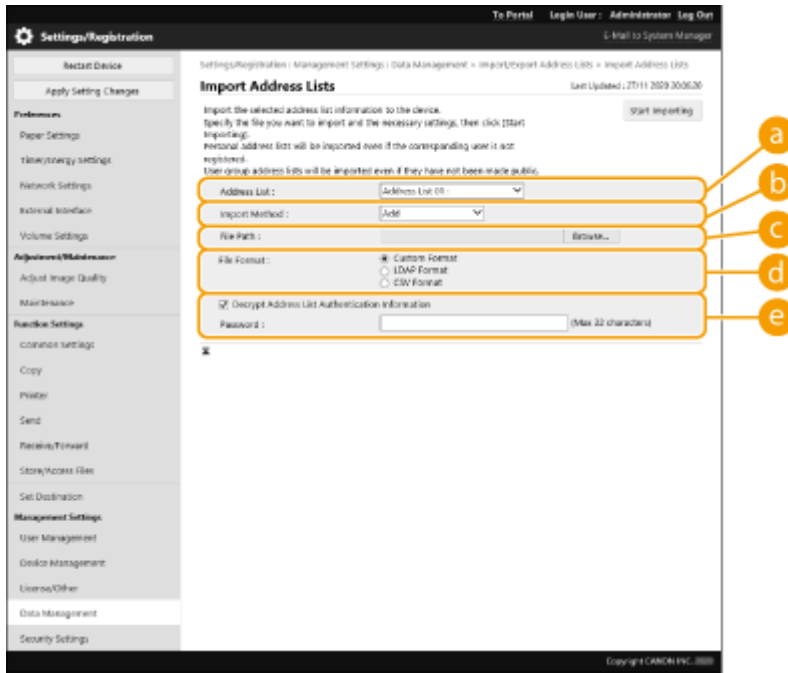 To Portal Login User : Administrator Log Out
Settings/Registration
E-Mail to System Manager
Restart Device
Apply Setting Changes
Preferences
Paper Settings
Timer/Energy Settings
Network Settings
External Interface
Volume Settings
Adjustment/Maintenance
Adjust Image Quality
Maintenance
Function Settings
Common Settings
Copy
Printer
Send
Receive/Forward
Store/Access Files
Set Destination
Management Settings
User Management
Device Management
License/Other
Data Management
Security Settings
Settings/Registration : Management Settings : Data Management > Import/Export Address Lists > Import Address Lists
Import Address Lists
Last Updated :
Import the selected address list information to the device.
Specify the file you want to import and the necessary settings, then click [Start
Importing].
Personal address lists will be imported even if the corresponding user is not
registered.
User group address lists will be imported even if they have not been made public.
Start Importing
Address List : Address List 01 :
a
Import Method : Add
b
File Path : Browse...
c
File Format : Custom Format
LDAP Format
CSV Format
d
Decrypt Address List Authentication Information
Password : (Max 32 characters)
e
Copyright CANON INC.